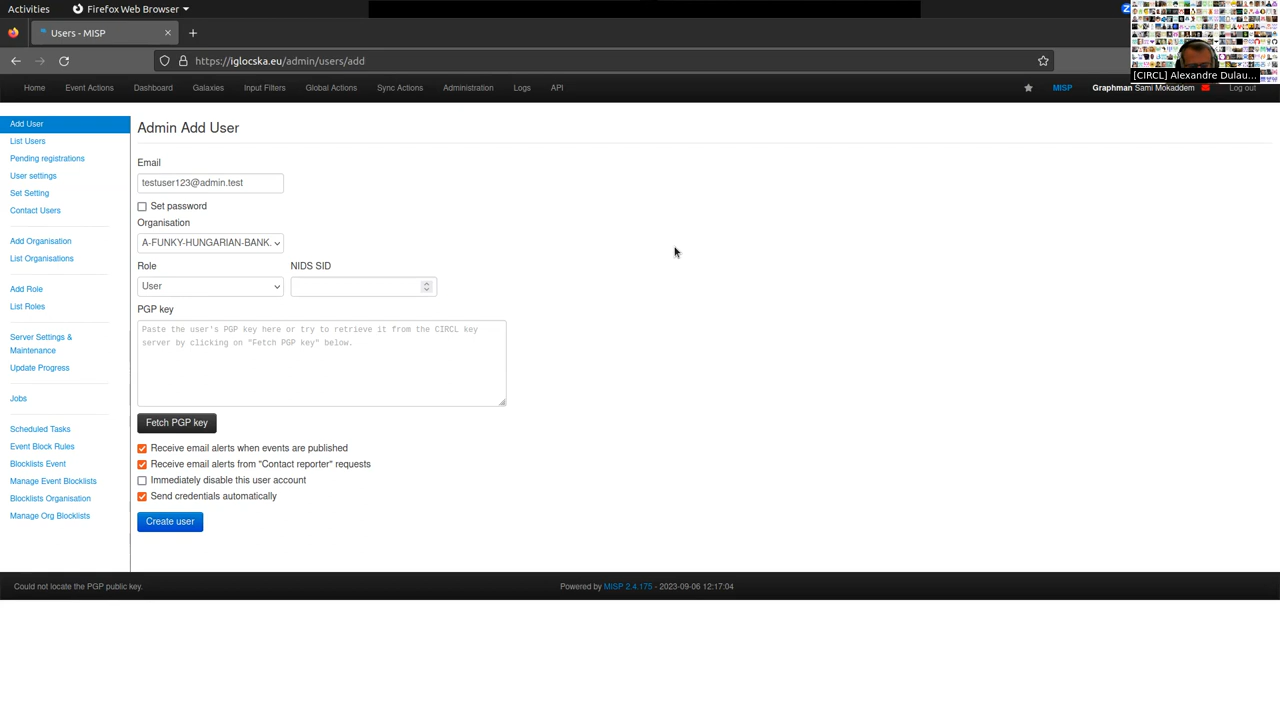 Activities
Firefox Web Browser
Users - MISP
https://iglocska.eu/admin/users/add
[CIRCL] Alexandre Dulau...
Home Event Actions Dashboard Galaxies Input Filters Global Actions Sync Actions Administration Logs API
MISP Graphman Sami Mokaddem Log out
Add User
List Users
Pending registrations
User settings
Set Setting
Contact Users
Add Organisation
List Organisations
Add Role
List Roles
Server Settings &
Maintenance
Update Progress
Jobs
Scheduled Tasks
Event Block Rules
Blocklists Event
Manage Event Blocklists
Blocklists Organisation
Manage Org Blocklists
Admin Add User
Email
testuser123@admin.test
Set password
Organisation
A-FUNKY-HUNGARIAN-BANK.
Role NIDS SID
User
PGP key
Paste the user's PGP key here or try to retrieve it from the CIRCL key
server by clicking on "Fetch PGP key" below.
Fetch PGP key
Receive email alerts when events are published
Receive email alerts from "Contact reporter" requests
Immediately disable this user account
Send credentials automatically
Create user
Could not locate the PGP public key.
Powered by MISP 2.4.175 - 2023-09-06 12:17:04